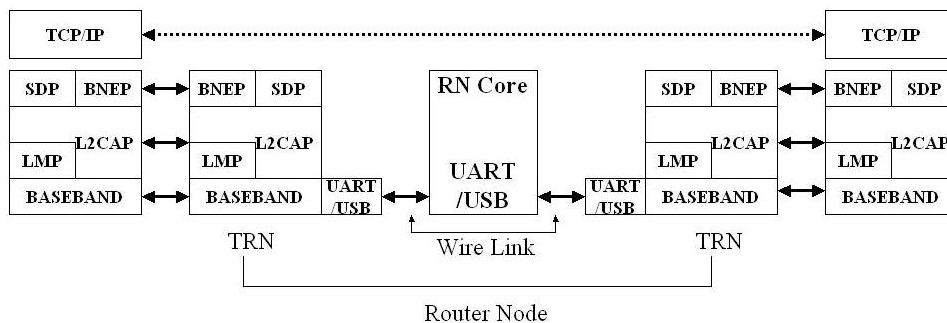 TCP/IP
TCP/IP
SDP BNEP
BNEP SDP
RN Core
SDP BNEP
BNEP SDP
L2CAP
L2CAP
L2CAP
L2CAP
LMP
LMP
LMP
LMP
BASEBAND
BASEBAND
UART
/USB
UART
/USB
UART
/USB
BASEBAND
BASEBAND
TRN
Wire Link
TRN
Router Node